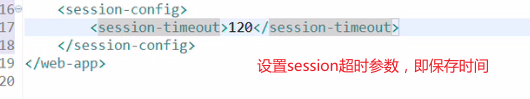 16 <session-config>
17 <session-timeout>120</session-timeout>
18 </session-config>
19 </web-app>
20 设置session超时参数，即保存时间